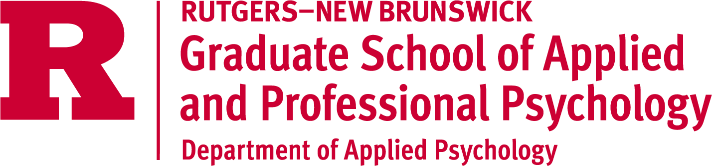 R
RUTGERS–NEW BRUNSWICK
Graduate School of Applied
and Professional Psychology
Department of Applied Psychology